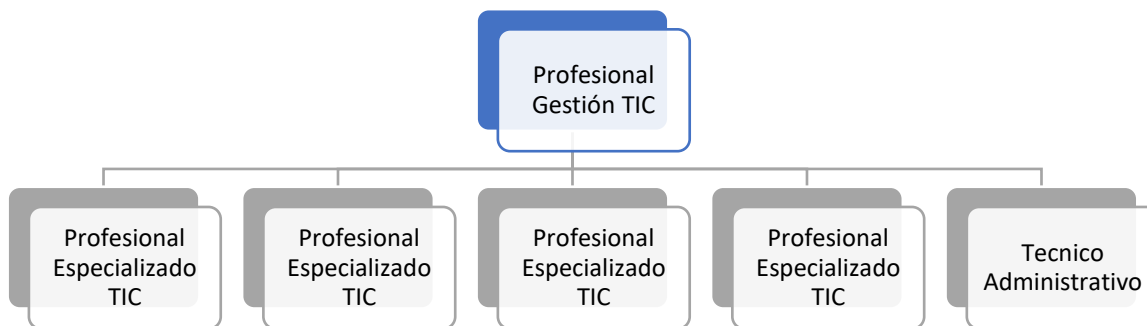 Profesional
Gestión TIC
Profesional
Especializado
TIC
Profesional
Especializado
TIC
Profesional
Especializado
TIC
Profesional
Especializado
TIC
Tecnico
Administrativo